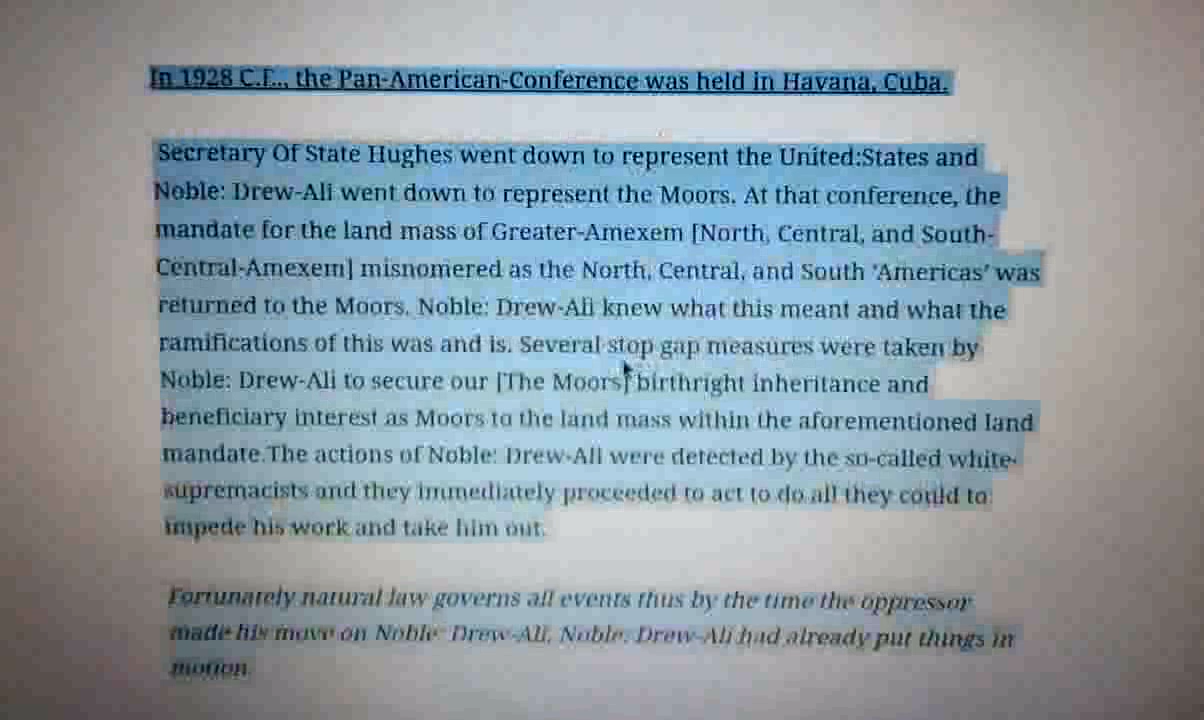 In 1928 C.E., the Pan-American-Conference was held in Havana, Cuba.
Secretary Of State Hughes went down to represent the United:States and
Noble: Drew-Ali went down to represent the Moors. At that conference, the
mandate for the land mass of Greater-Amexem [North, Central, and South-
Central-Amexem] misnomered as the North, Central, and South 'Americas' was
returned to the Moors. Noble: Drew-Ali knew what this meant and what the
ramifications of this was and is. Several stop gap measures were taken by
Noble: Drew-Ali to secure our [The Moors] birthright inheritance and
beneficiary interest as Moors to the land mass within the aforementioned land
mandate.The actions of Noble: Drew-Ali were detected by the so-called white-
supremacists and they immediately proceeded to act to do all they could to
impede his work and take him out.
Fortunately natural law governs all events thus by the time the oppressor
made his move on Noble: Drew-Ali, Noble: Drew-Ali had already put things in
motion.